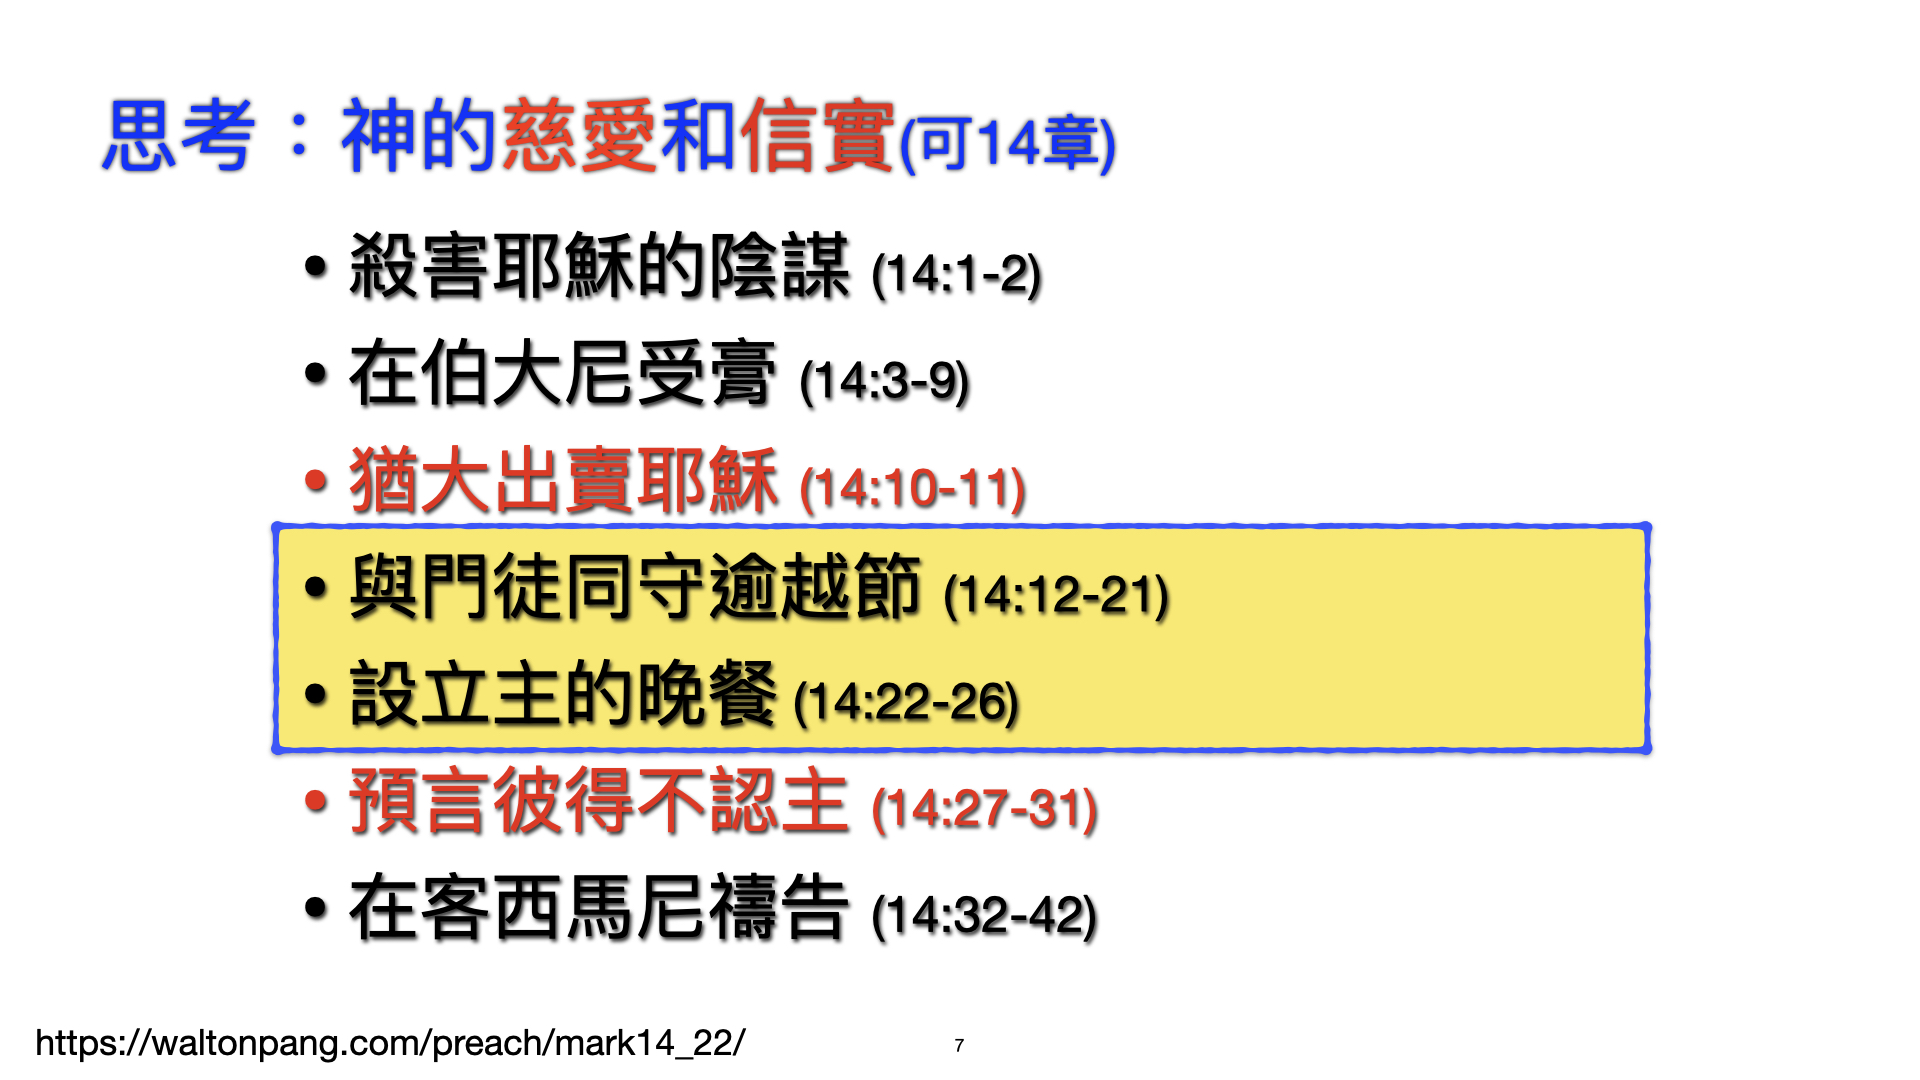 思考：神的慈愛和信實(可14章)
• 殺害耶穌的陰謀 (14:1-2)
• 在伯大尼受膏 (14:3-9)
• 猶大出賣耶穌 (14:10-11)
• 與門徒同守逾越節 (14:12-21)
• 設立主的晚餐 (14:22-26)
• 預言彼得不認主 (14:27-31)
• 在客西馬尼禱告 (14:32-42)
https://waltonpang.com/preach/mark14_22/
7